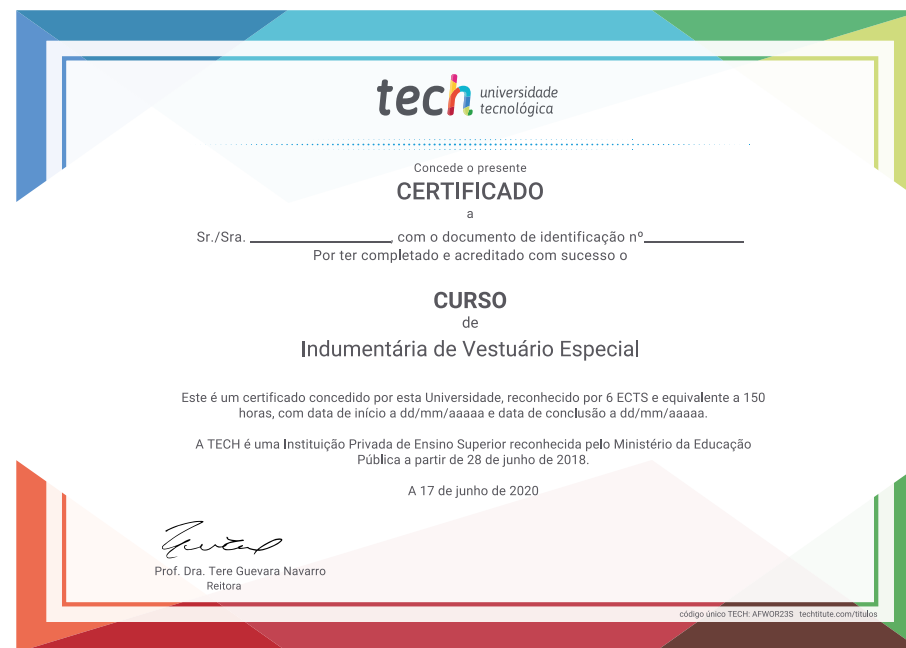 tech universidade
tecnológica
Concede o presente
CERTIFICADO
a
Sr./Sra. ____________________, com o documento de identificação nº______________
Por ter completado e acreditado com sucesso o
CURSO
de
Indumentária de Vestuário Especial
Este é um certificado concedido por esta Universidade, reconhecido por 6 ECTS e equivalente a 150
horas, com data de início a dd/mm/aaaaa e data de conclusão a dd/mm/aaaaa.
A TECH é uma Instituição Privada de Ensino Superior reconhecida pelo Ministério da Educação
Pública a partir de 28 de junho de 2018.
A 17 de junho de 2020
Prof. Dra. Tere Guevara Navarro
Reitora
código único TECH: AFWOR23S techtitute.com/titulos